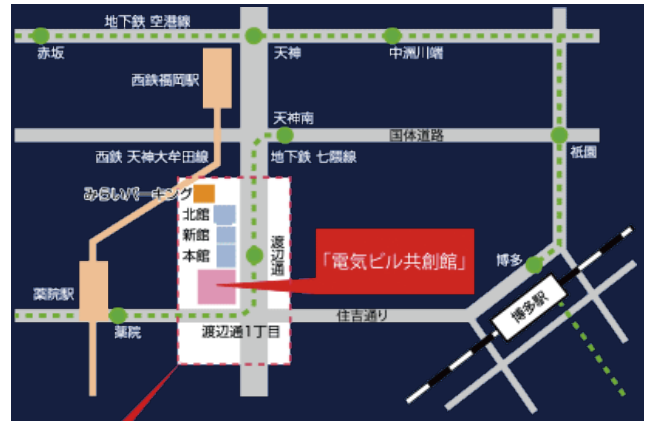 地下鉄 空港線
赤坂
天神
中洲川端
西鉄福岡駅
天神南
国体道路
祇園
西鉄 天神大牟田線
地下鉄 七隈線
みらいパーキング
北館
新館
本館
渡辺通
「電気ビル共創館」
博多
博多駅
薬院駅
薬院
渡辺通1丁目
住吉通り